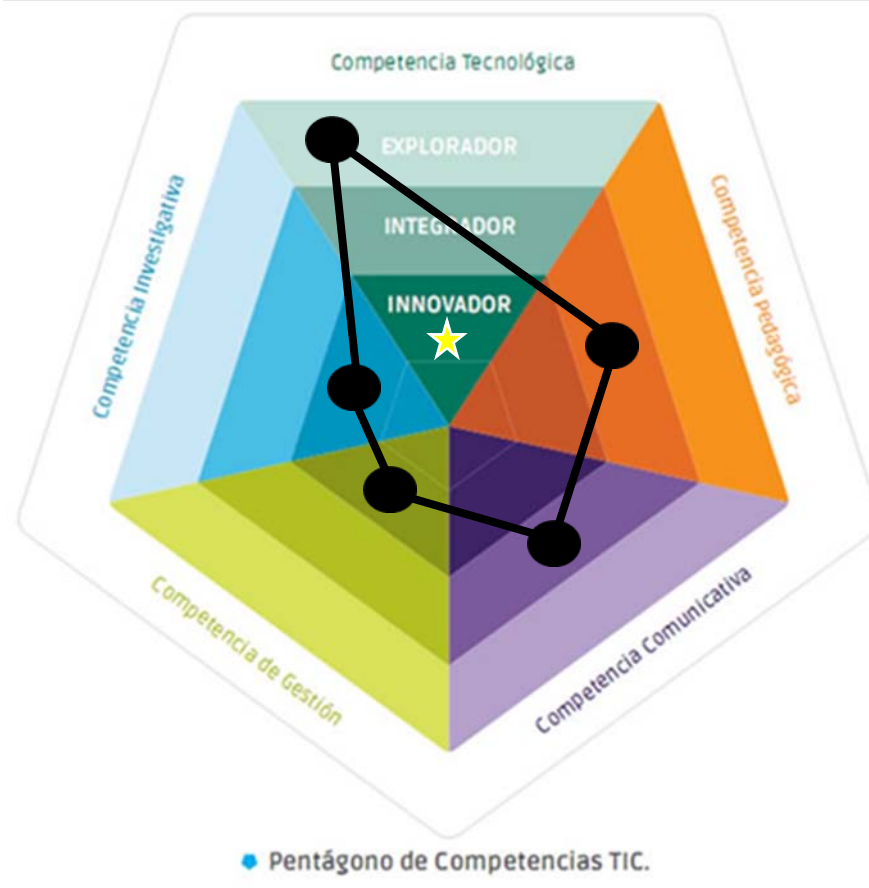 Competencia Tecnológica
EXPLORADOR
INTEGRADOR
INNOVADOR
Competencia Investigativa
Competencia Pedagógica
Competencia de Gestión
Competencia Comunicativa
Pentágono de Competencias TIC.